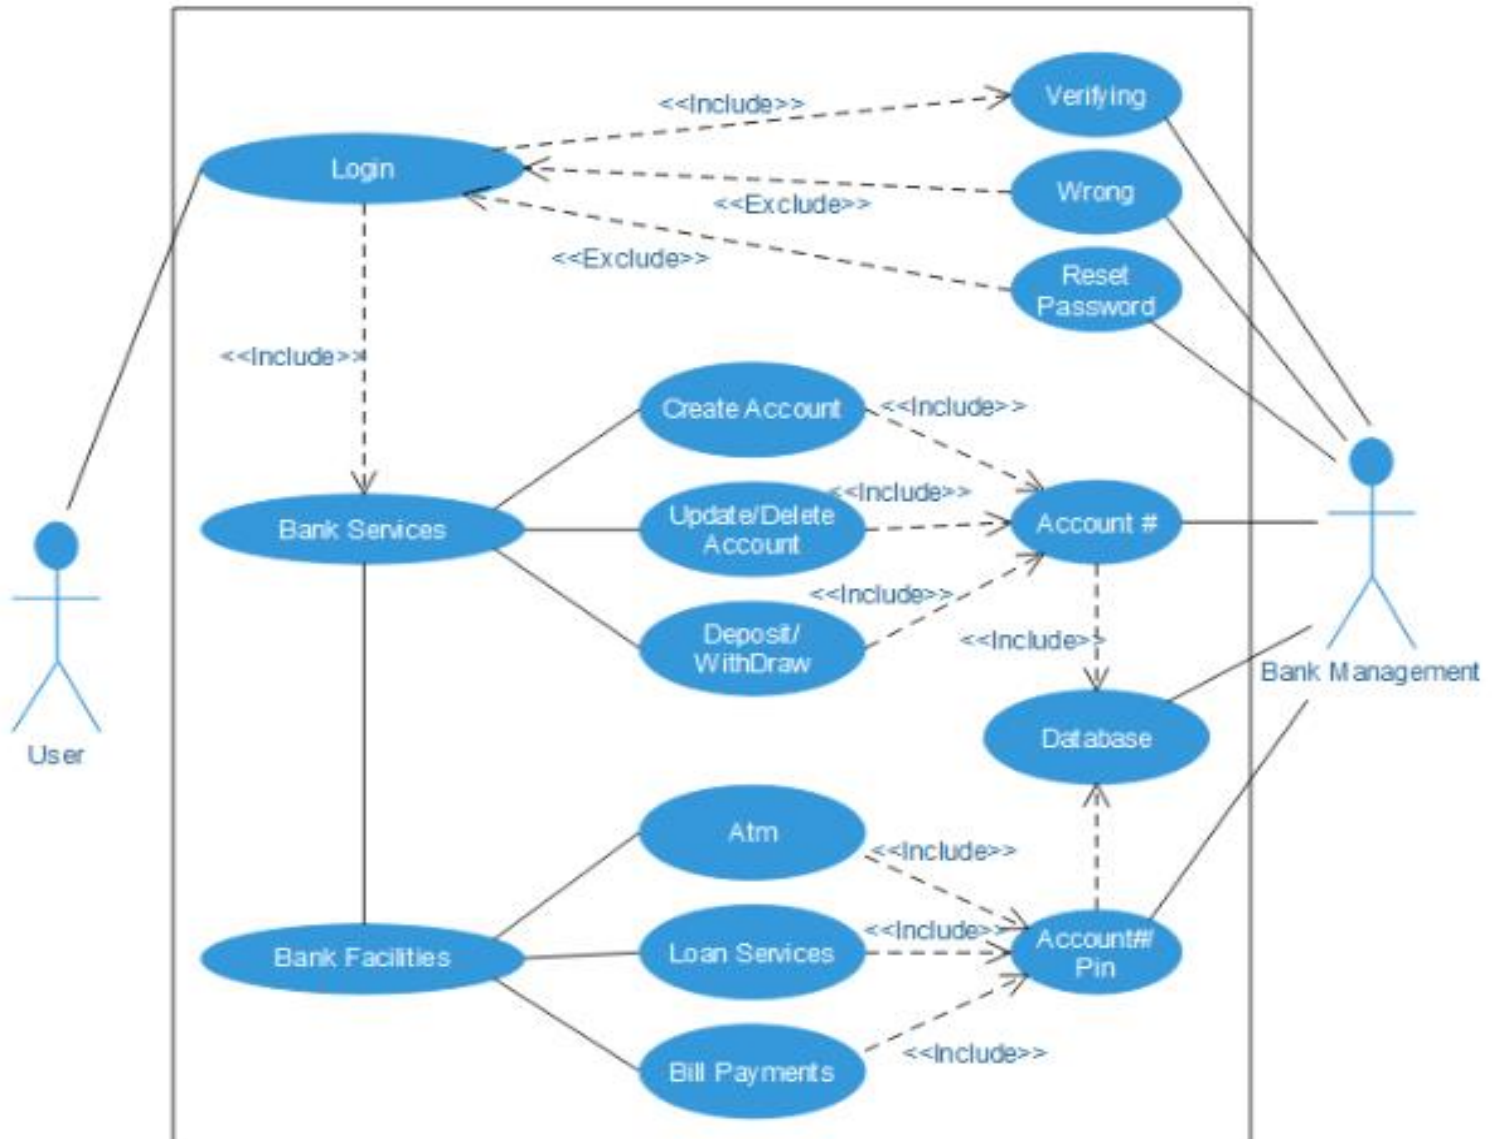 <<Include>>
Verifying
Login
Wrong
<<Exclude>>
<<Exclude>>
Reset
Password
<<Include>>
Create Account
<<Include>>
Bank Services
Update/Delete
Account
<<Include>>
Account #
<<Include>>
Deposit/
WithDraw
<<Include>>
Bank Management
User
Database
Atm
<<Include>>
Bank Facilities
Loan Services
<<Include>>
Account#/
Pin
Bill Payments
<<Include>>